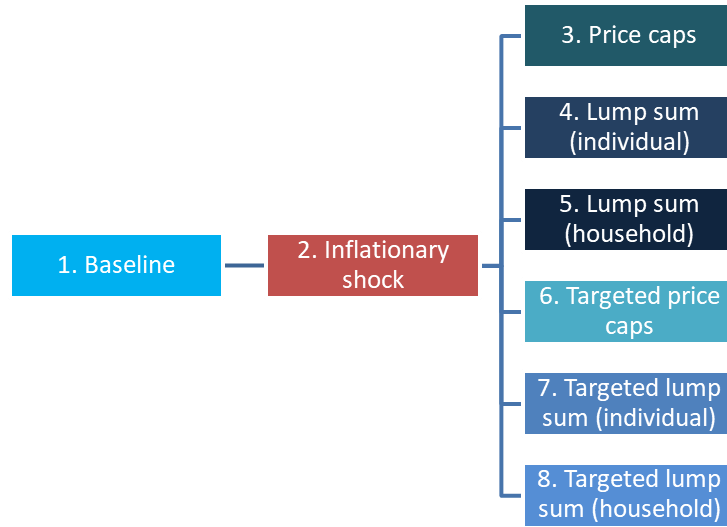 1. Baseline
2. Inflationary
shock
3. Price caps
4. Lump sum
(individual)
5. Lump sum
(household)
6. Targeted price
caps
7. Targeted lump
sum (individual)
8. Targeted lump
sum (household)